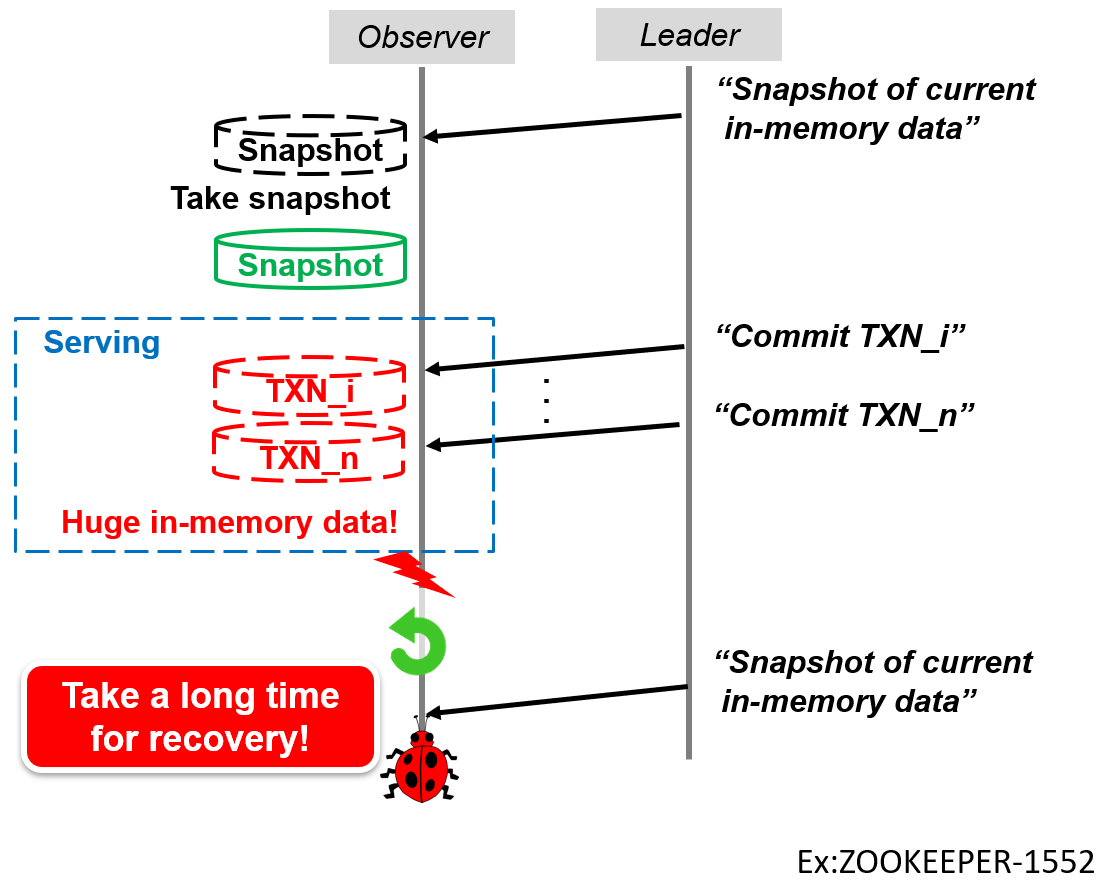 Observer
Leader
“Snapshot of current
in-memory data”
Snapshot
Take snapshot
Snapshot
Serving
“Commit TXN_i”
TXN_i
“Commit TXN_n”
TXN_n
Huge in-memory data!
“Snapshot of current
in-memory data”
Take a long time
for recovery!
Ex:ZOOKEEPER-1552